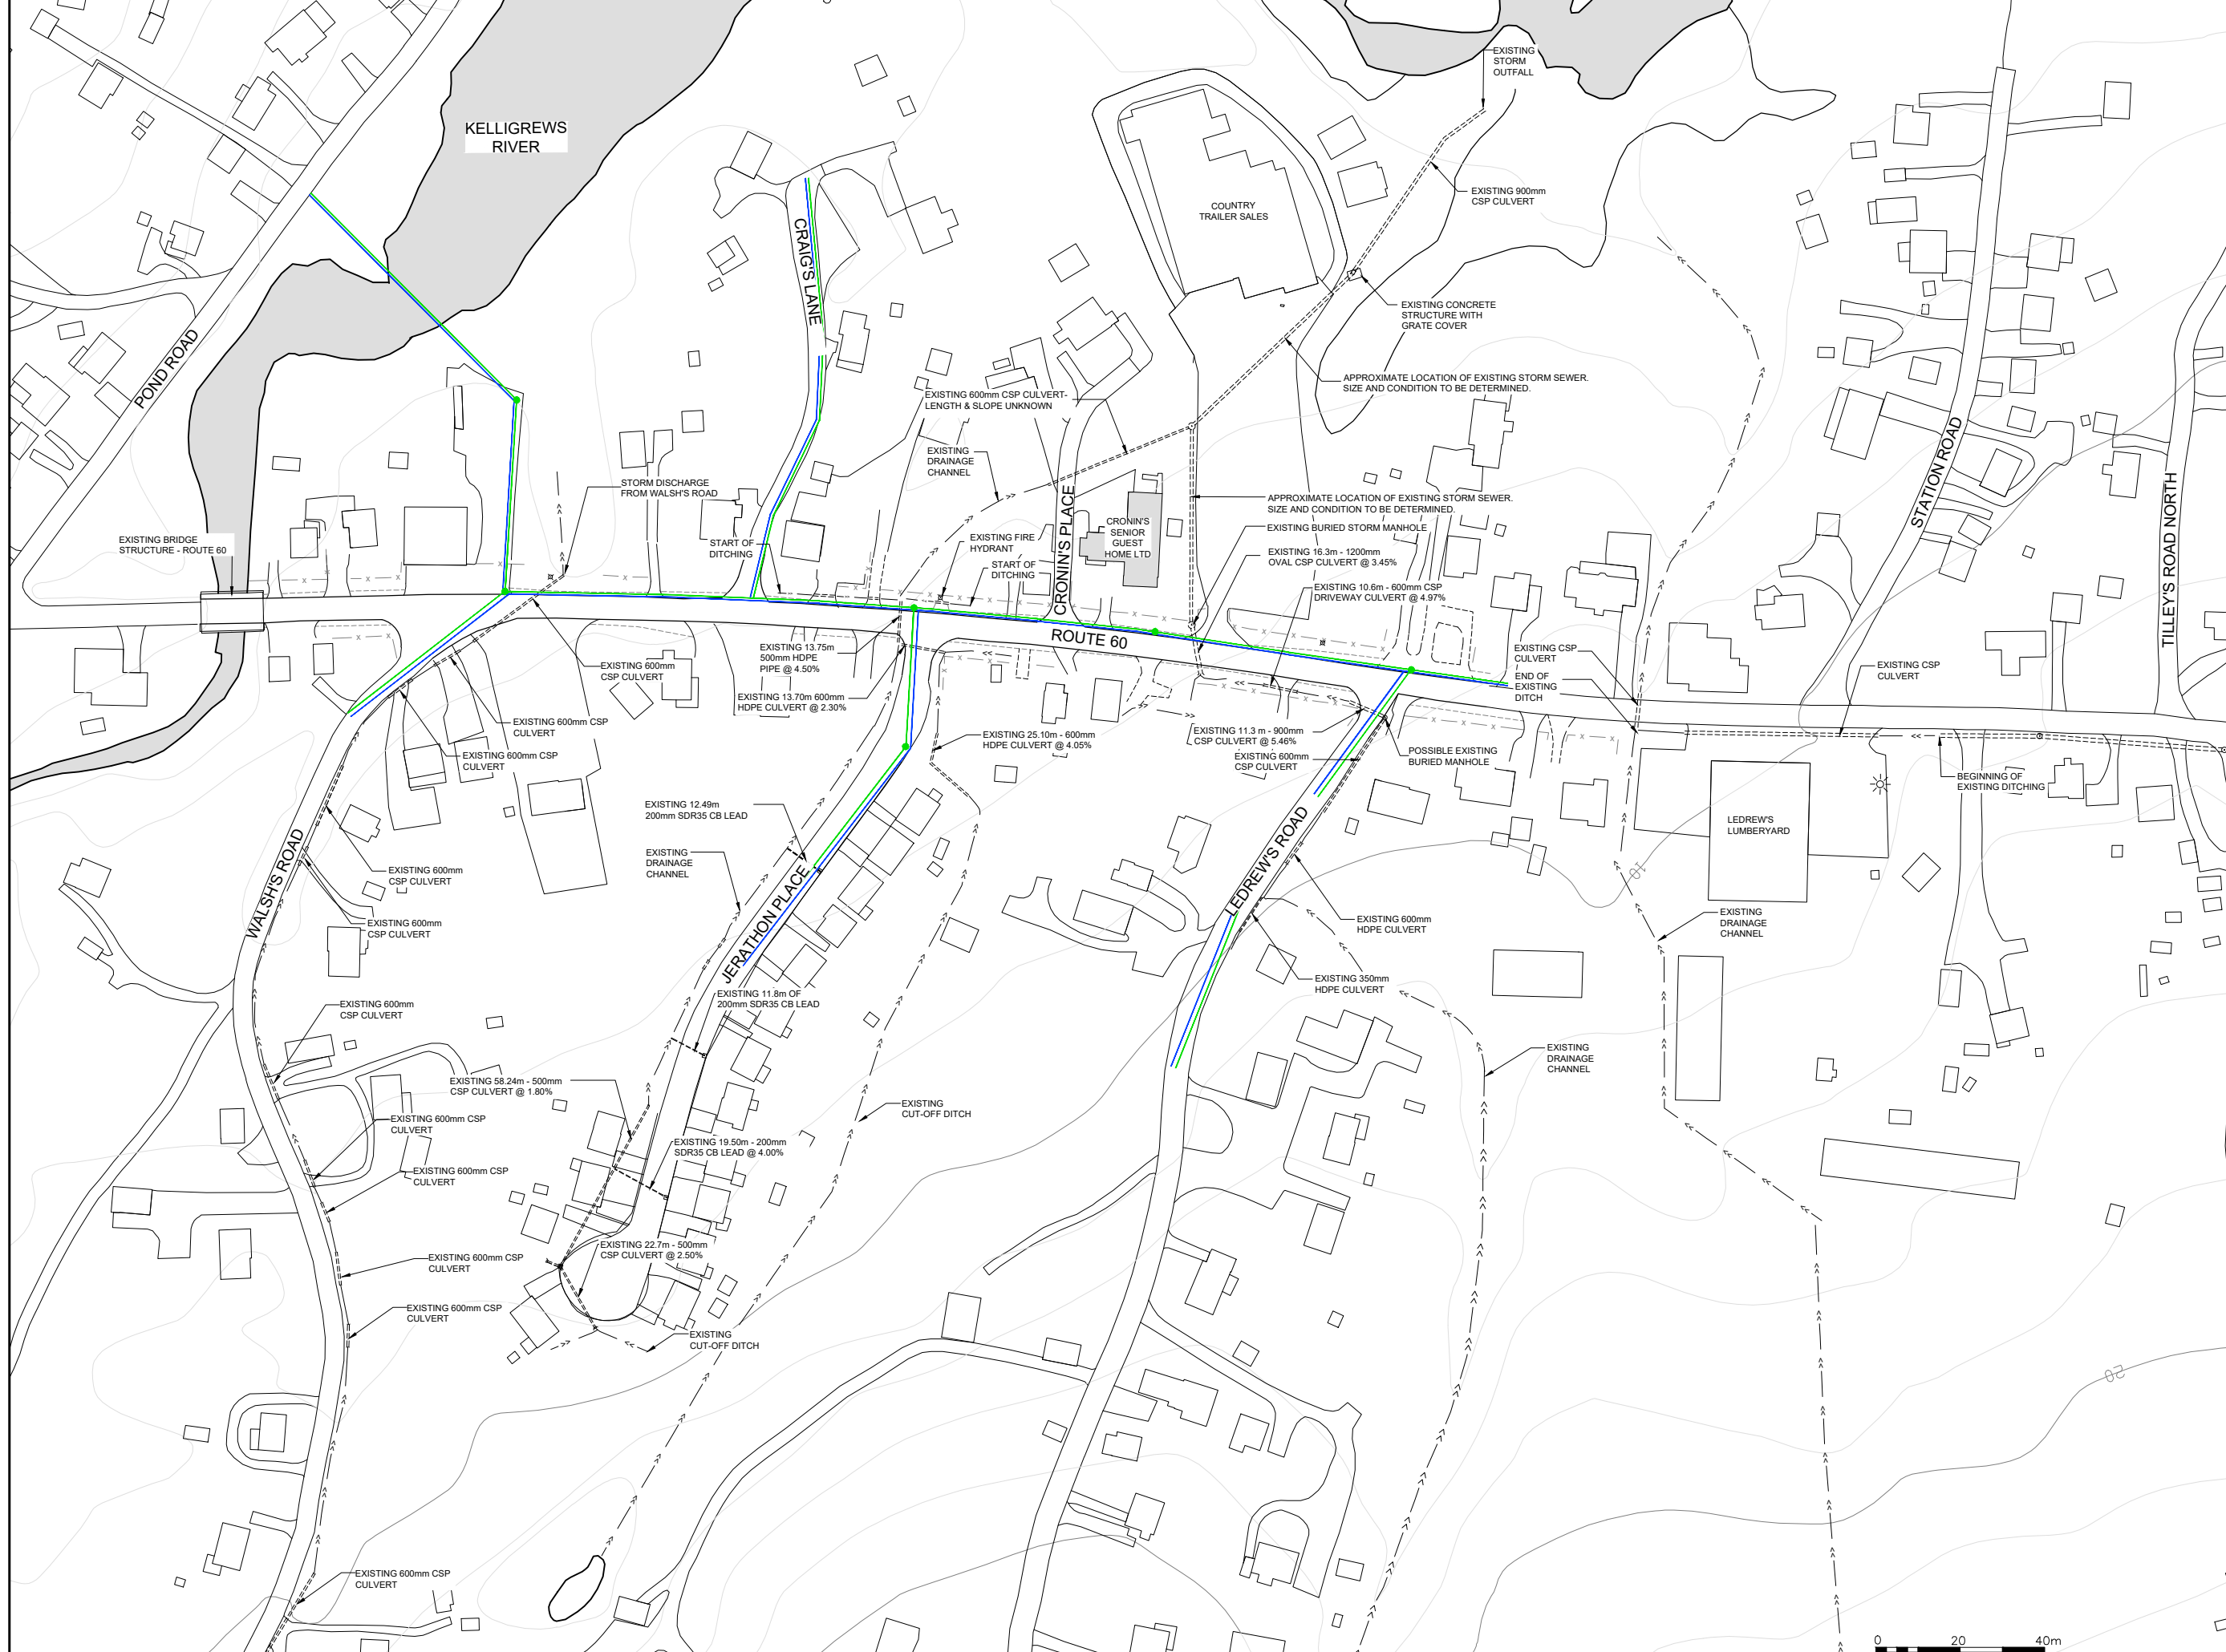 EXISTING
STORM
OUTFALL
KELLIGREWS
RIVER
EXISTING 900mm
CSP CULVERT
COUNTRY
TRAILER SALES
CRAIG'S LANE
EXISTING CONCRETE
STRUCTURE WITH
GRATE COVER
POND ROAD
APPROXIMATE LOCATION OF EXISTING STORM SEWER.
SIZE AND CONDITION TO BE DETERMINED.
EXISTING 600mm CSP CULVERT-
LENGTH & SLOPE UNKNOWN
EXISTING
DRAINAGE
CHANNEL
STATION ROAD
TILLEY'S ROAD NORTH
STORM DISCHARGE
FROM WALSH'S ROAD
APPROXIMATE LOCATION OF EXISTING STORM SEWER.
SIZE AND CONDITION TO BE DETERMINED.
CRONIN'S PLACE
CRONIN'S
SENIOR
GUEST
HOME LTD
EXISTING BURIED STORM MANHOLE
EXISTING BRIDGE
STRUCTURE - ROUTE 60
START OF
DITCHING
EXISTING FIRE
HYDRANT
EXISTING 16.3m - 1200mm
OVAL CSP CULVERT @ 3.45%
START OF
DITCHING
EXISTING 10.6m - 600mm CSP
DRIVEWAY CULVERT @ 4.97%
ROUTE 60
EXISTING 13.75m
500mm HDPE
PIPE @ 4.50%
EXISTING CSP
CULVERT
EXISTING 600mm
CSP CULVERT
EXISTING CSP
CULVERT
END OF
EXISTING
DITCH
EXISTING 13.70m 600mm
HDPE CULVERT @ 2.30%
EXISTING 600mm CSP
CULVERT
EXISTING 25.10m - 600mm
HDPE CULVERT @ 4.05%
EXISTING 11.3 m - 900mm
CSP CULVERT @ 5.46%
POSSIBLE EXISTING
BURIED MANHOLE
EXISTING 600mm CSP
CULVERT
EXISTING 600mm
CSP CULVERT
BEGINNING OF
EXISTING DITCHING
EXISTING 12.49m
200mm SDR35 CB LEAD
LEDREW'S
LUMBERYARD
EXISTING
DRAINAGE
CHANNEL
WALSH'S ROAD
EXISTING 600mm
CSP CULVERT
JERATHON PLACE
LEDREW'S ROAD
10
EXISTING 600mm
CSP CULVERT
EXISTING 600mm
HDPE CULVERT
EXISTING
DRAINAGE
CHANNEL
EXISTING 350mm
HDPE CULVERT
EXISTING 11.8m OF
200mm SDR35 CB LEAD
EXISTING 600mm
CSP CULVERT
EXISTING
DRAINAGE
CHANNEL
EXISTING 58.24m - 500mm
CSP CULVERT @ 1.80%
EXISTING
CUT-OFF DITCH
EXISTING 600mm CSP
CULVERT
EXISTING 19.50m - 200mm
SDR35 CB LEAD @ 4.00%
EXISTING 600mm CSP
CULVERT
EXISTING 22.7m - 500mm
CSP CULVERT @ 2.50%
EXISTING 600mm CSP
CULVERT
EXISTING 600mm CSP
CULVERT
EXISTING
CUT-OFF DITCH
20
EXISTING 600mm CSP
CULVERT
0 20 40m